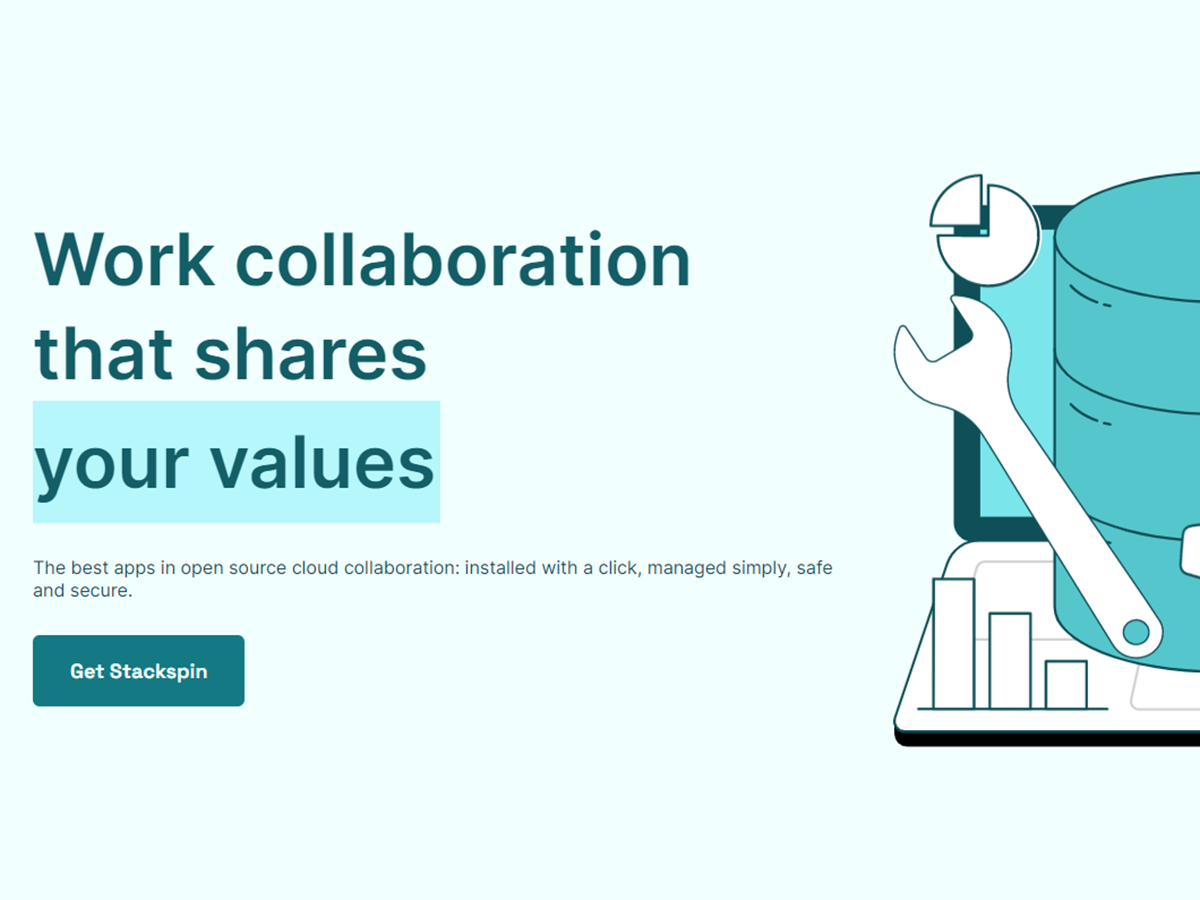 Work collaboration
that shares
your values
The best apps in open source cloud collaboration: installed with a click, managed simply, safe
and secure.
Get Stackspin